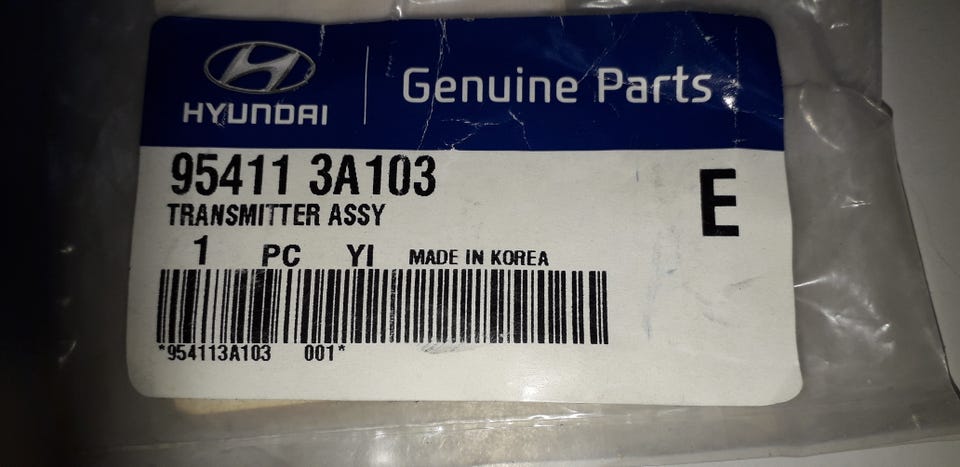 HYUNDAI
Genuine Parts
95411 3A103
TRANSMITTER ASSY
E
1 PC YI MADE IN KOREA
*954113A103 001*